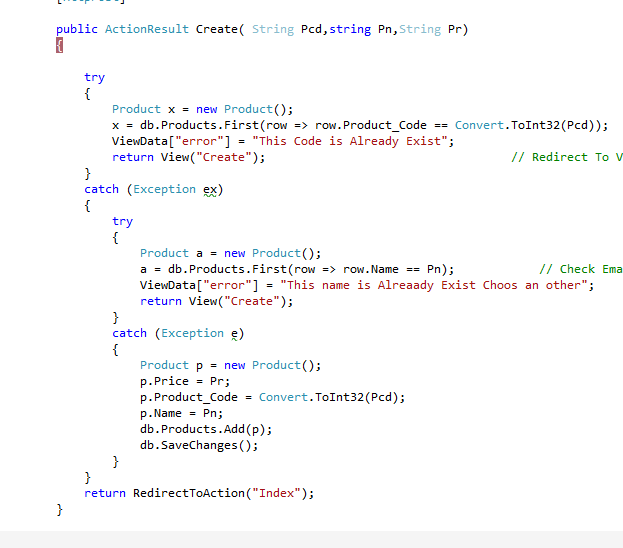 public ActionResult Create( String Pcd,string Pn,String Pr)
{
try
{
Product x = new Product();
x = db.Products.First(row => row.Product_Code == Convert.ToInt32(Pcd));
ViewData["error"] = "This Code is Already Exist";
return View("Create"); // Redirect To V
}
catch (Exception ex)
{
try
{
Product a = new Product();
a = db.Products.First(row => row.Name == Pn); // Check Ema
ViewData["error"] = "This name is Alreaady Exist Choos an other";
return View("Create");
}
catch (Exception e)
{
Product p = new Product();
p.Price = Pr;
p.Product_Code = Convert.ToInt32(Pcd);
p.Name = Pn;
db.Products.Add(p);
db.SaveChanges();
}
}
return RedirectToAction("Index");
}